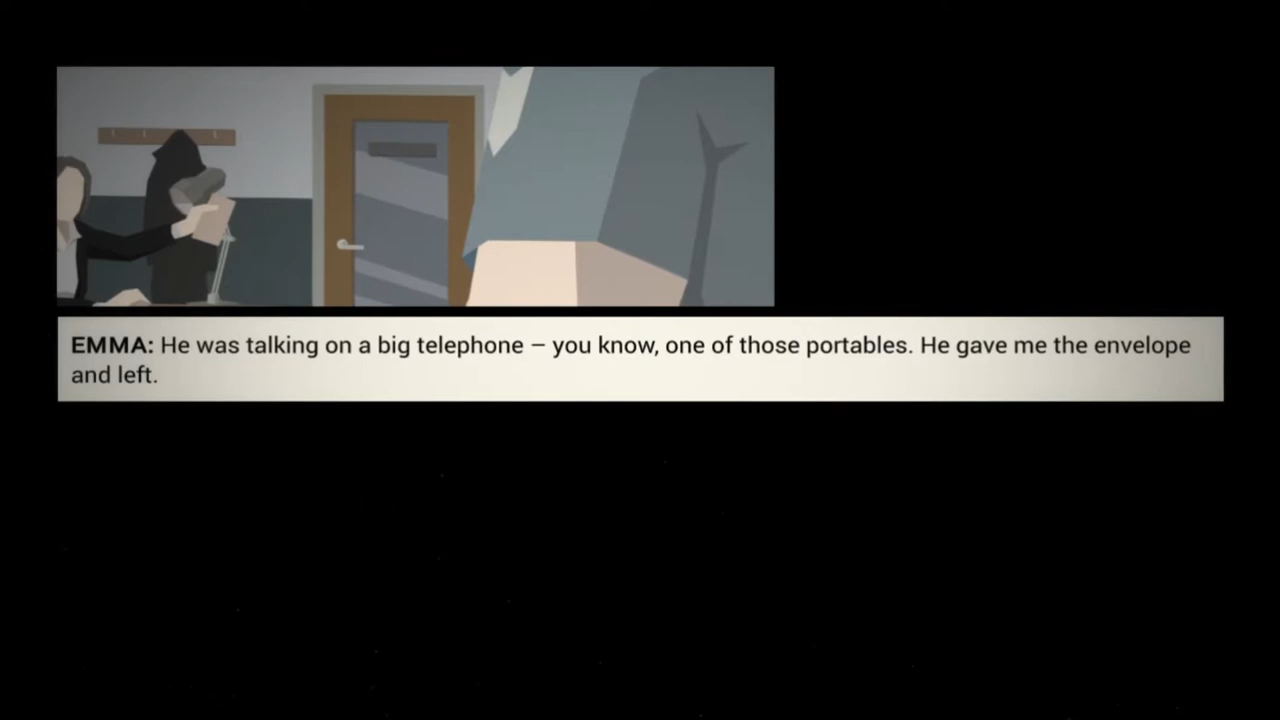 EMMA: He was talking on a big telephone – you know, one of those portables. He gave me the envelope
and left.